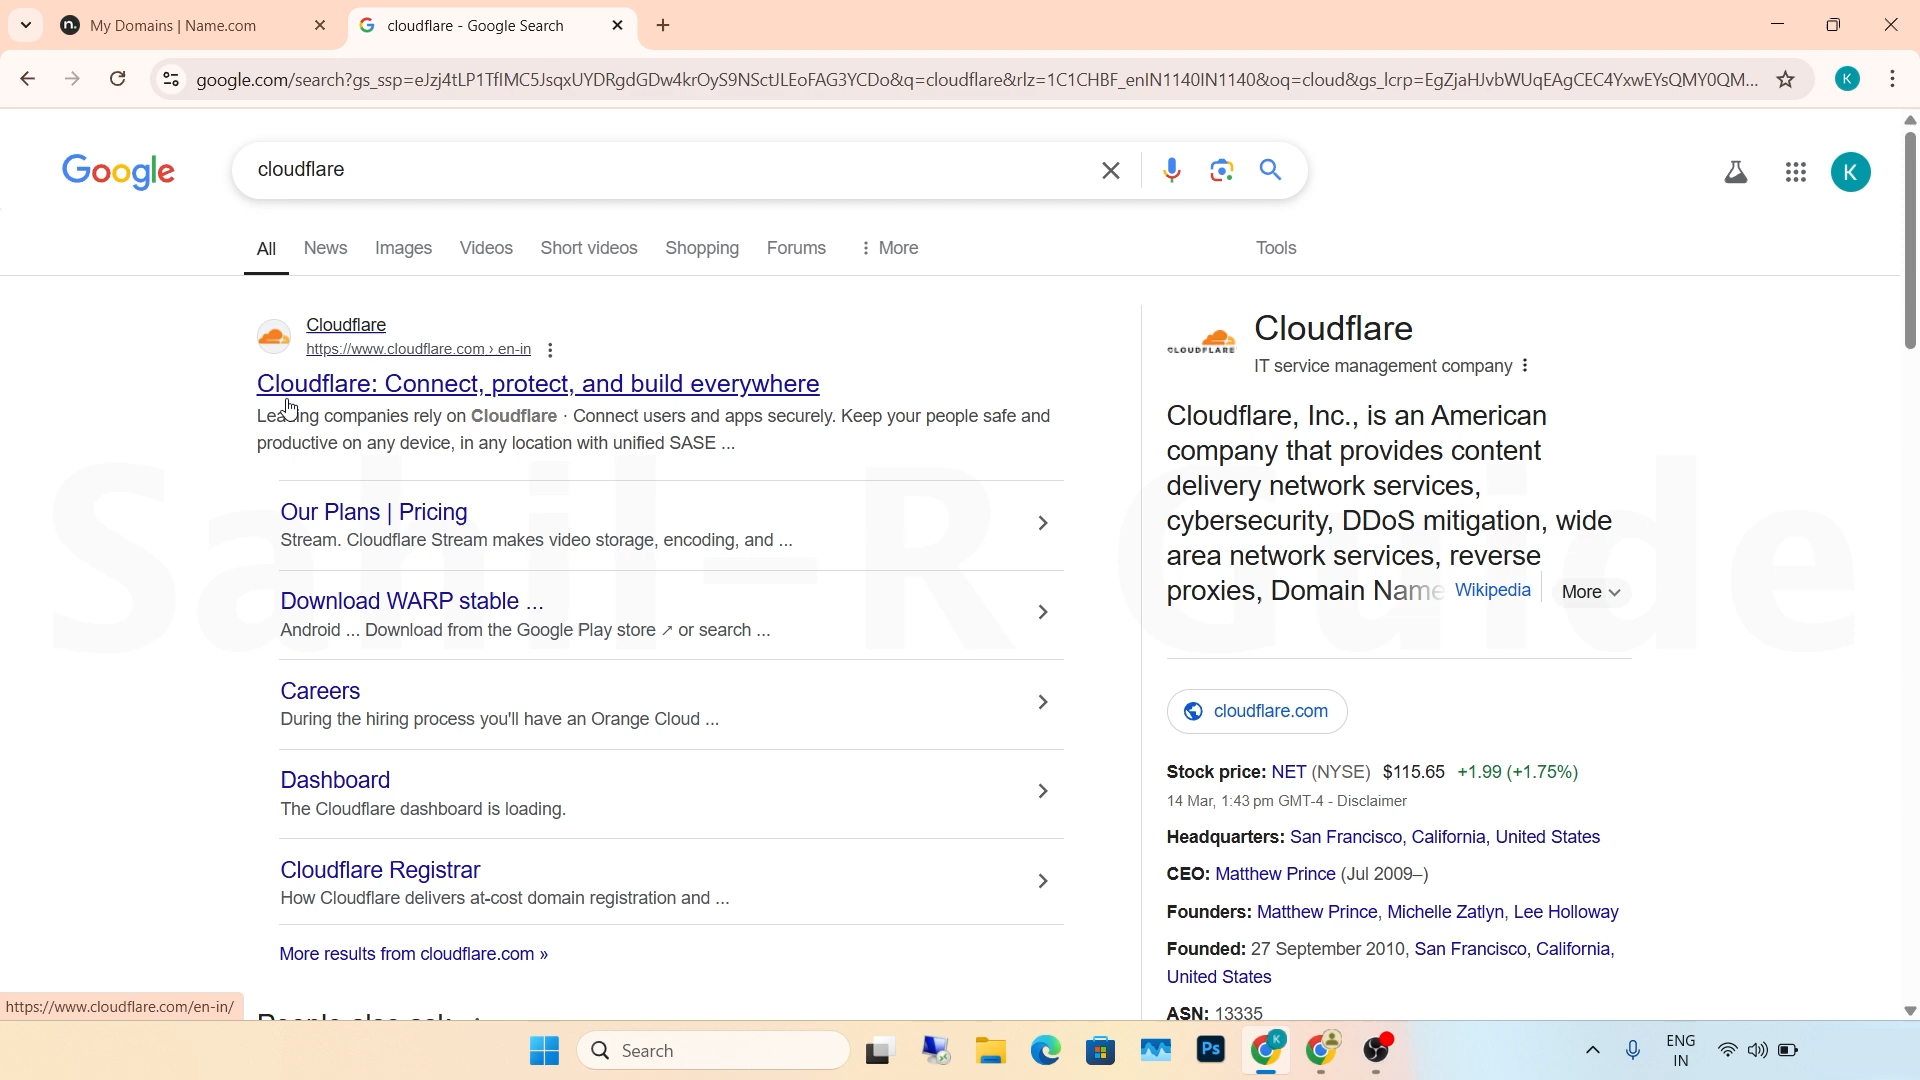 My Domains | Name.com
cloudflare - Google Search
google.com/search?gs_ssp=eJzj4tLP1TfIMC5JsqxUYDRgdGDw4krOyS9NSctJLEoFAG3YCDo&q=cloudflare&rlz=1C1CHBF_enIN1140IN1140&oq=cloud&gs_lcrp=EgZjaHJvbWUqEAgCEC4YxwEYsQMY0QM...
K
Google
cloudflare
K
All News Images Videos Short videos Shopping Forums More Tools
Cloudflare
https://www.cloudflare.com › en-in
Cloudflare: Connect, protect, and build everywhere
Leading companies rely on Cloudflare · Connect users and apps securely. Keep your people safe and
productive on any device, in any location with unified SASE ...
Our Plans | Pricing
Stream. Cloudflare Stream makes video storage, encoding, and ...
Download WARP stable ...
Android ... Download from the Google Play store ↗ or search ...
Careers
During the hiring process you'll have an Orange Cloud ...
Dashboard
The Cloudflare dashboard is loading.
Cloudflare Registrar
How Cloudflare delivers at-cost domain registration and ...
More results from cloudflare.com »
CLOUDFLARE
Cloudflare
IT service management company
Cloudflare, Inc., is an American
company that provides content
delivery network services,
cybersecurity, DDoS mitigation, wide
area network services, reverse
proxies, Domain Name Wikipedia More
cloudflare.com
Stock price: NET (NYSE) $115.65 +1.99 (+1.75%)
14 Mar, 1:43 pm GMT-4 - Disclaimer
Headquarters: San Francisco, California, United States
CEO: Matthew Prince (Jul 2009–)
Founders: Matthew Prince, Michelle Zatlyn, Lee Holloway
Founded: 27 September 2010, San Francisco, California,
United States
ASN: 13335
Sahil-R Guide
https://www.cloudflare.com/en-in/
Search
Ps
K
ENG
IN